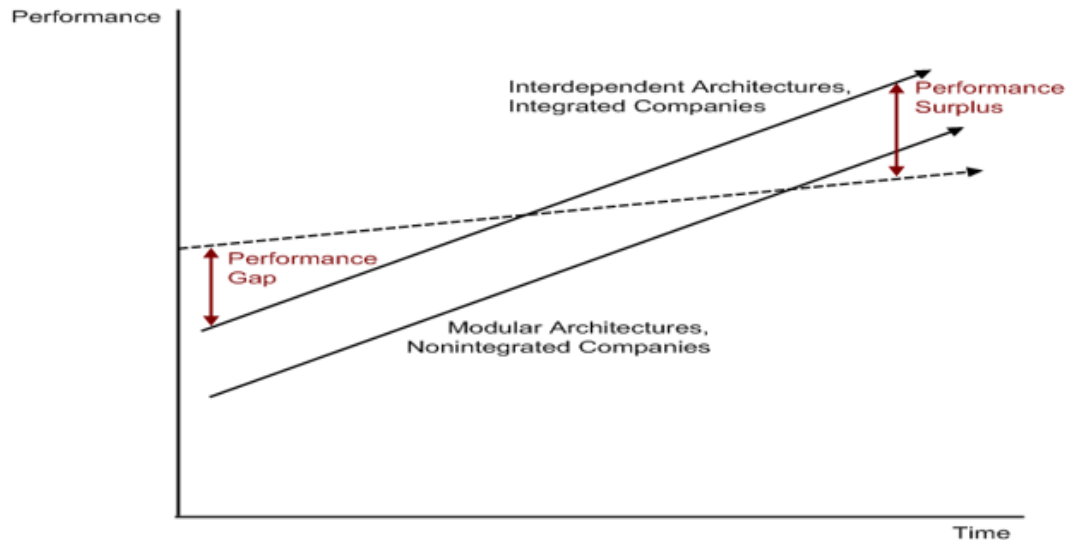 Performance
Interdependent Architectures,
Integrated Companies
Performance
Surplus
Performance
Gap
Modular Architectures,
Nonintegrated Companies
Time